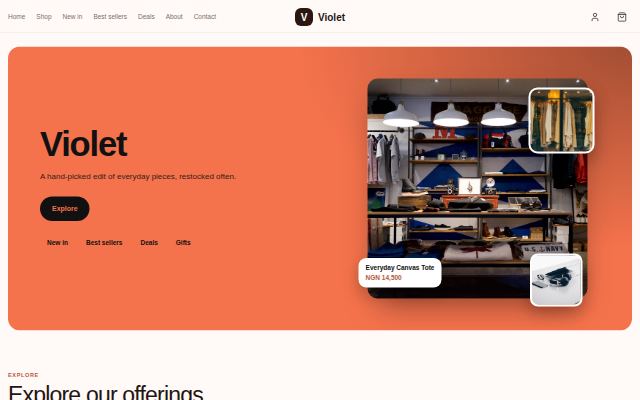 Home Shop New in Best sellers Deals About Contact
V Violet
Violet
A hand-picked edit of everyday pieces, restocked often.
Explore
New in Best sellers Deals Gifts
Everyday Canvas Tote
NGN 14,500
U.S. NAVY
EXPLORE
Explore our offerings